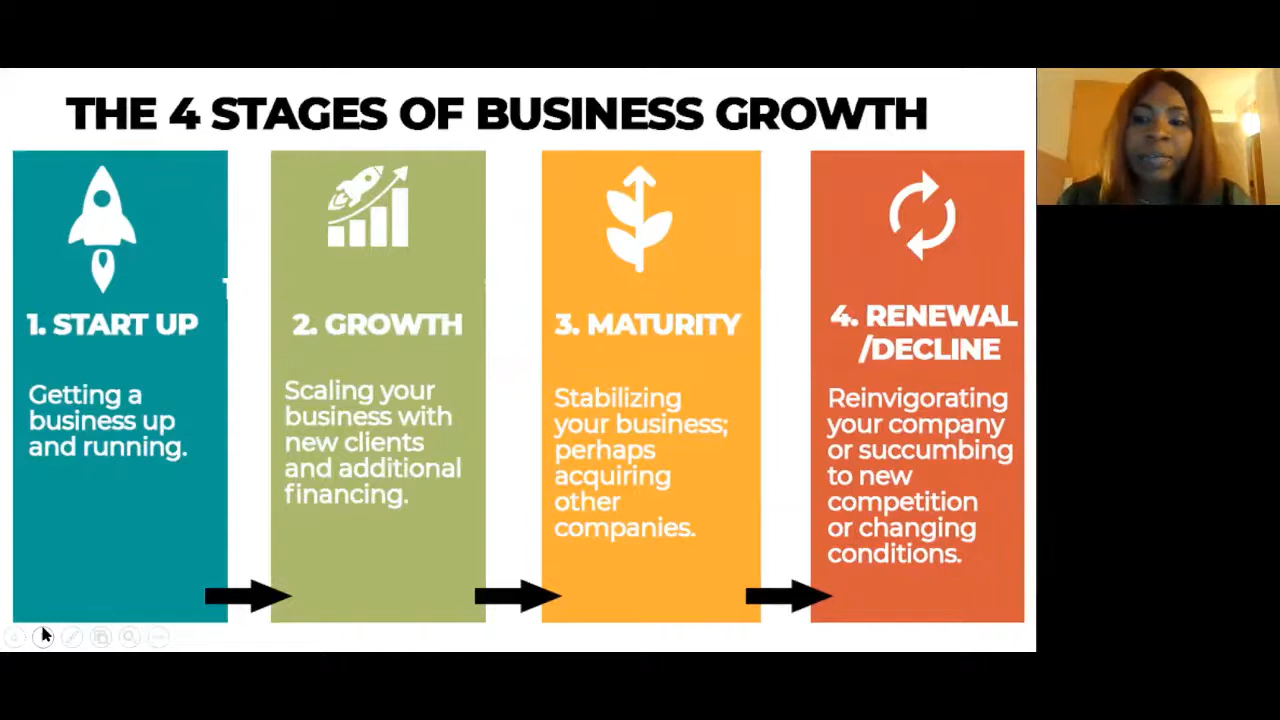 THE 4 STAGES OF BUSINESS GROWTH
1. START UP
Getting a
business up
and running.
2. GROWTH
Scaling your
business with
new clients
and additional
financing.
3. MATURITY
Stabilizing
your business;
perhaps
acquiring
other
companies.
4. RENEWAL
/DECLINE
Reinvigorating
your company
or succumbing
to new
competition
or changing
conditions.